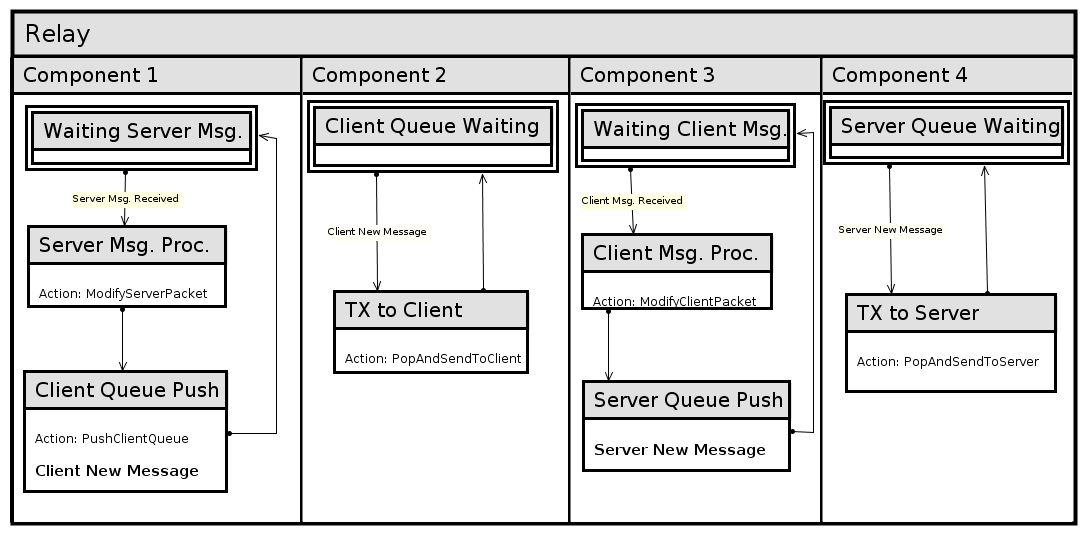 Relay
Component 1
Waiting Server Msg.
Server Msg. Received
Server Msg. Proc.
Action: ModifyServerPacket
Client Queue Push
Action: PushClientQueue
Client New Message
Component 2
Client Queue Waiting
Client New Message
TX to Client
Action: PopAndSendToClient
Component 3
Waiting Client Msg.
Client Msg. Received
Client Msg. Proc.
Action: ModifyClientPacket
Server Queue Push
Server New Message
Component 4
Server Queue Waiting
Server New Message
TX to Server
Action: PopAndSendToServer